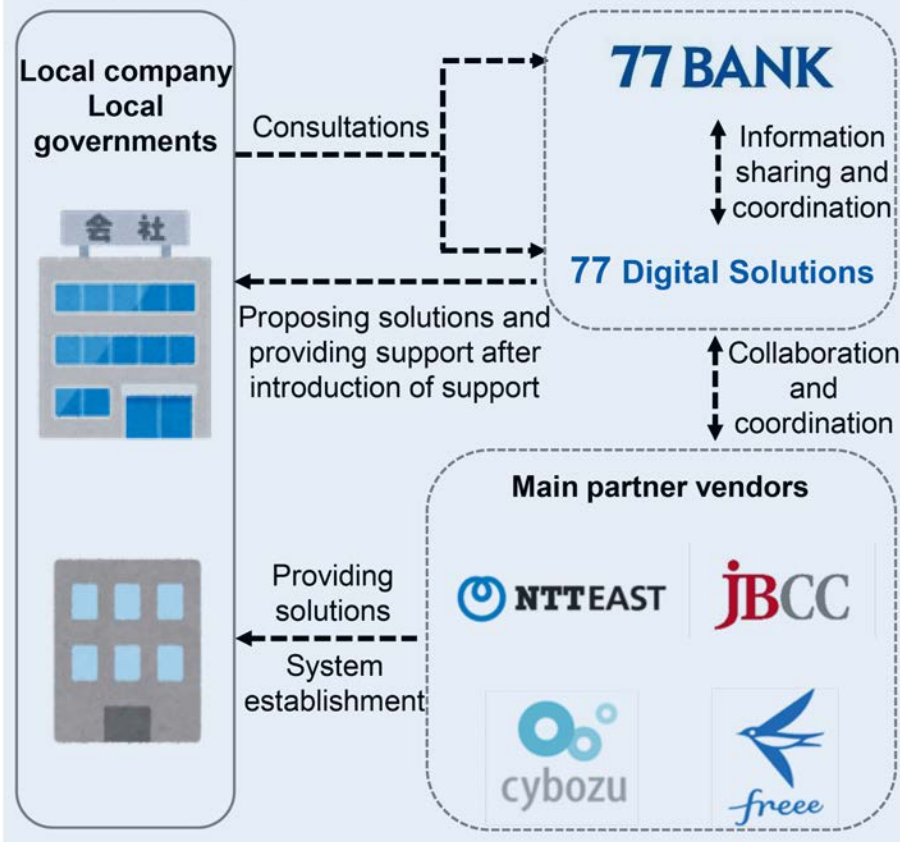 Local company
Local
governments
会社
Consultations
77 BANK
Information
sharing and
coordination
77 Digital Solutions
Proposing solutions and
providing support after
introduction of support
Collaboration
and
coordination
Main partner vendors
NTT EAST
JBCC
cybozu
freee
Providing
solutions
System
establishment